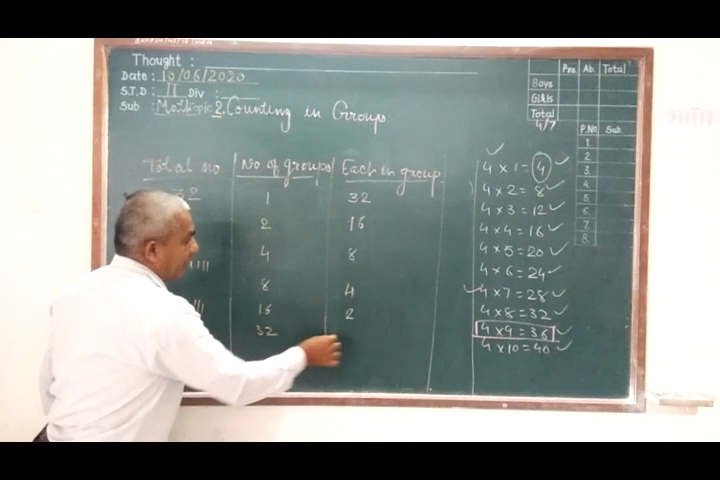 Thought :
Date : 10/06/2020
S.T.D : II Div :
Sub : Math Topic 2. Counting in Groups
Pre. Ab. Total
Boys
Girls
Total
4/7
P.No. Sub.
1.
2.
3.
4.
5.
6.
7.
8.
Total no. No of groups Each in group
32 1 32
2 16
4 8
8 4
16 2
32
4 × 1 = 4
4 × 2 = 8
4 × 3 = 12
4 × 4 = 16
4 × 5 = 20
4 × 6 = 24
4 × 7 = 28
4 × 8 = 32
4 × 9 = 36
4 × 10 = 40